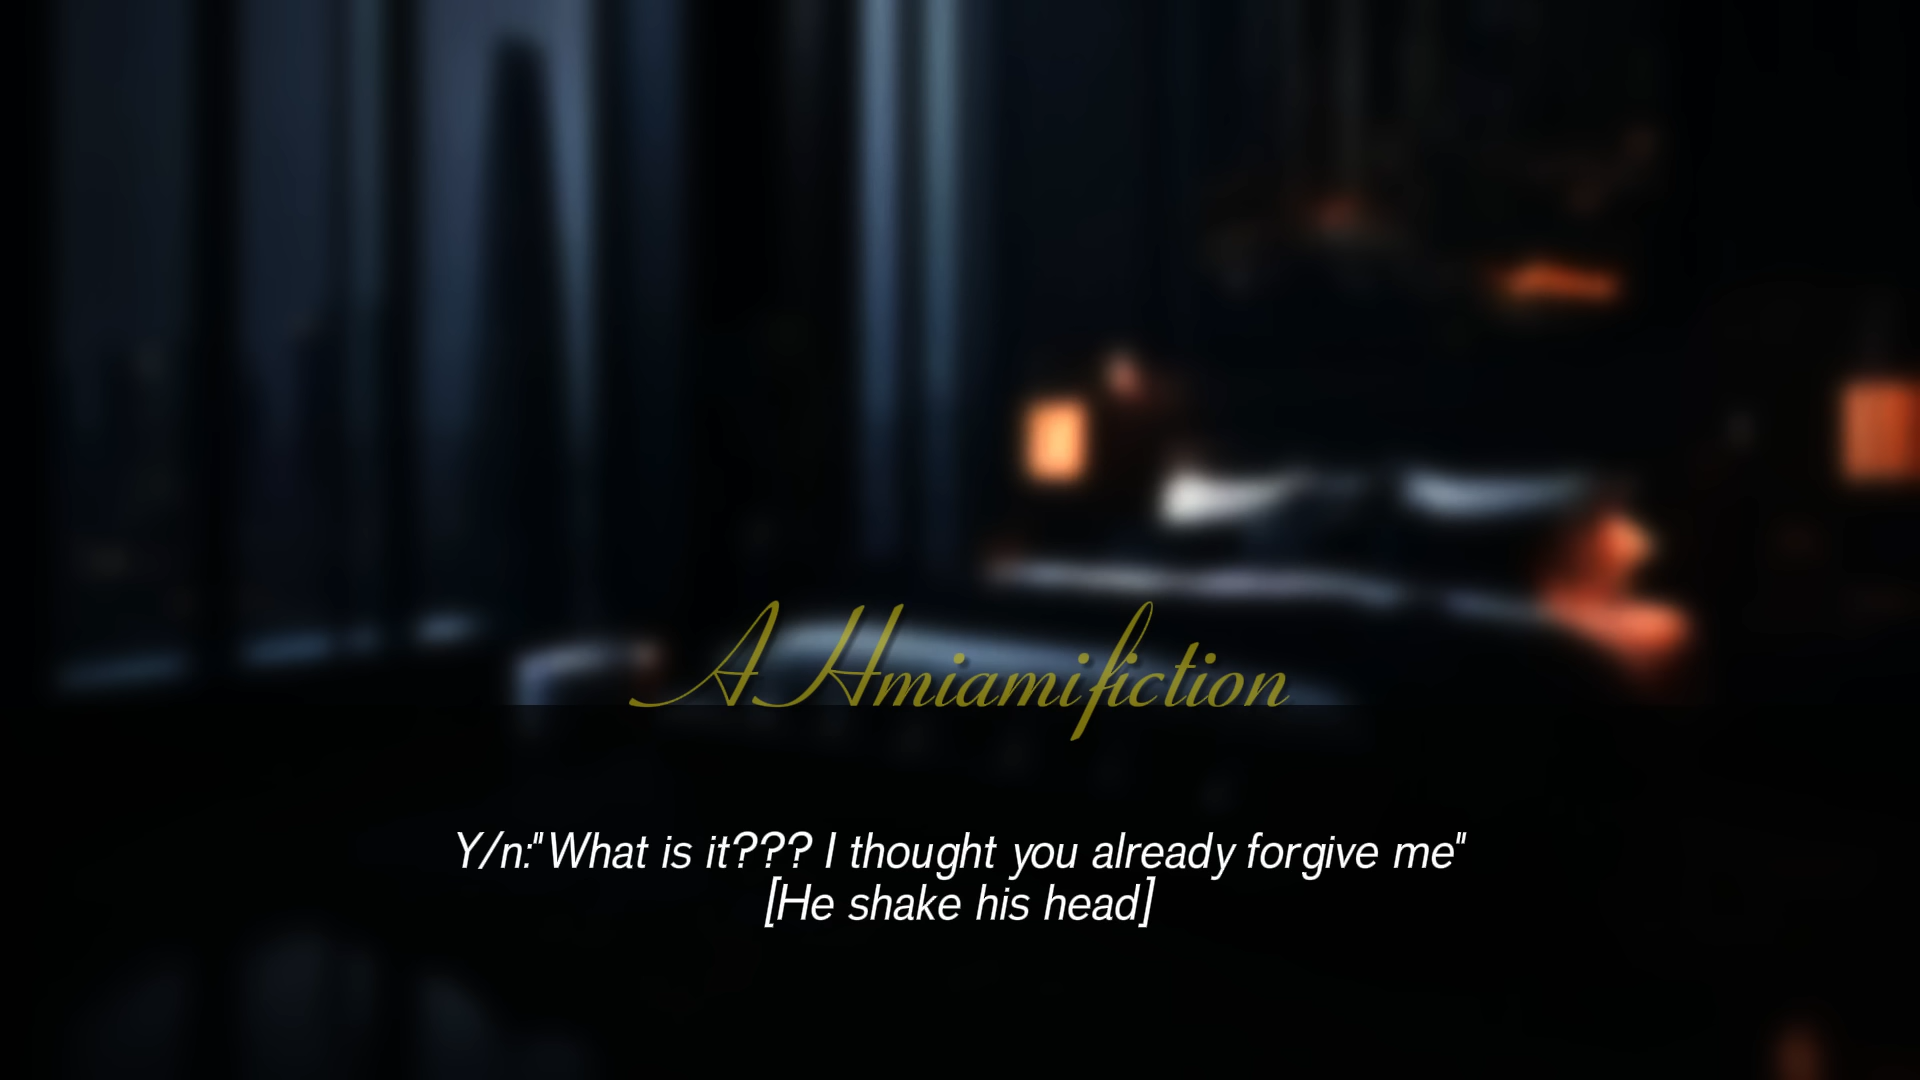 AHmiamifiction
Y/n:"What is it??? I thought you already forgive me"
[He shake his head]